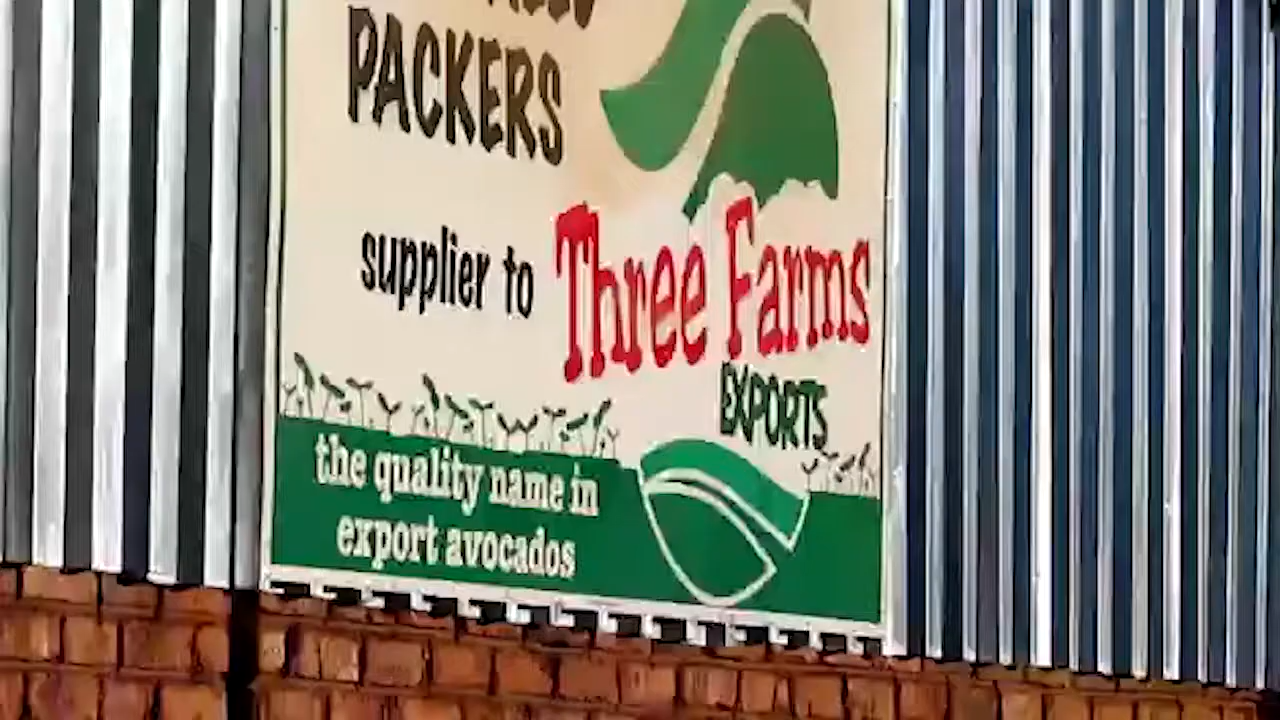 PACKERS
supplier to Three Farms
EXPORTS
the quality name in
export avocados